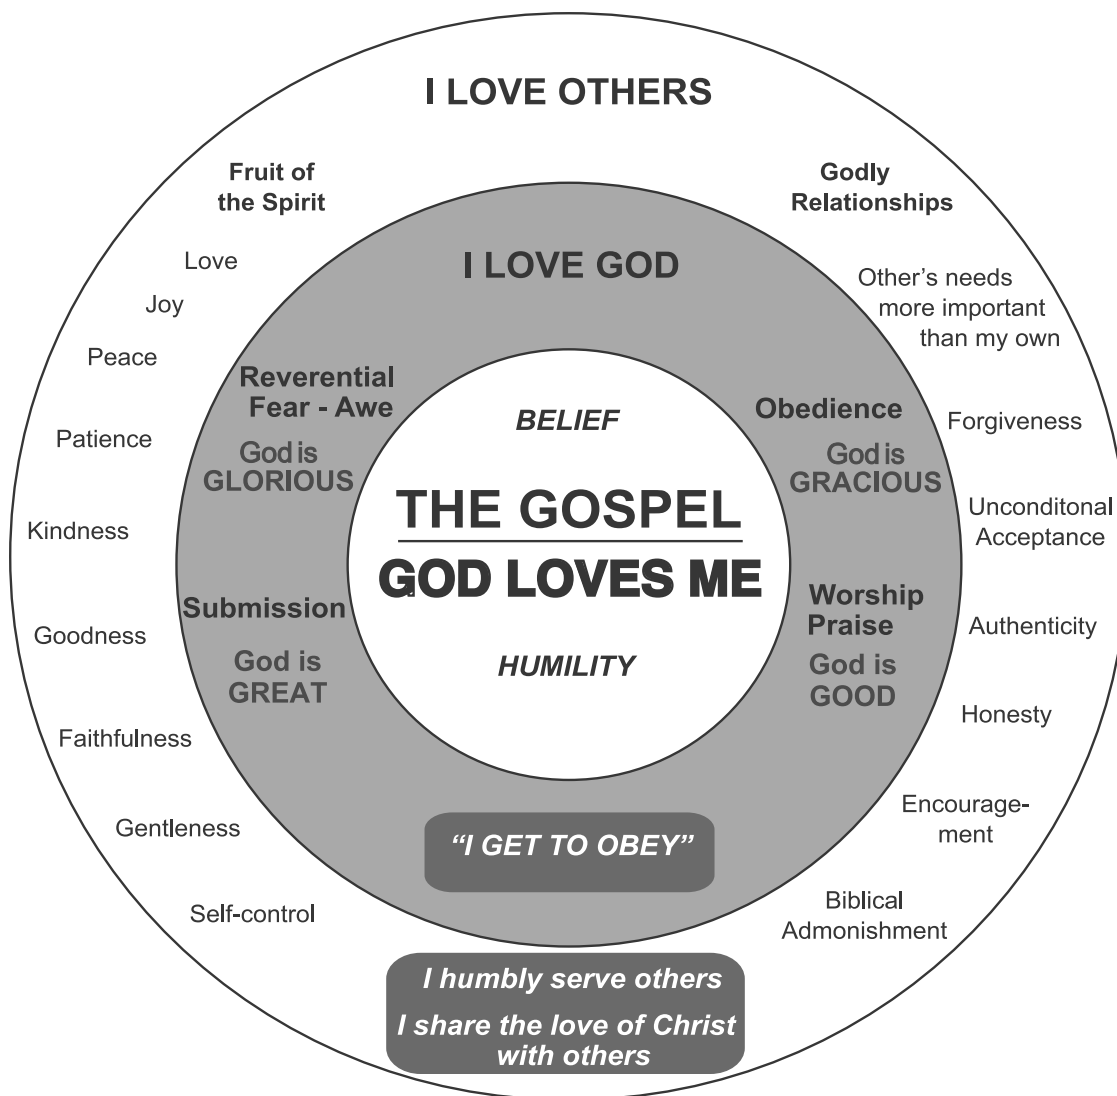 I LOVE OTHERS
Fruit of
the Spirit
Love
Joy
Peace
Patience
Kindness
Goodness
Faithfulness
Gentleness
Self-control
Godly
Relationships
Other's needs
more important
than my own
Forgiveness
Unconditonal
Acceptance
Authenticity
Honesty
Encourage-
ment
Biblical
Admonishment
I LOVE GOD
Reverential
Fear - Awe
God is
GLORIOUS
Submission
God is
GREAT
Obedience
God is
GRACIOUS
Worship
Praise
God is
GOOD
BELIEF
THE GOSPEL
GOD LOVES ME
HUMILITY
“I GET TO OBEY”
I humbly serve others
I share the love of Christ
with others